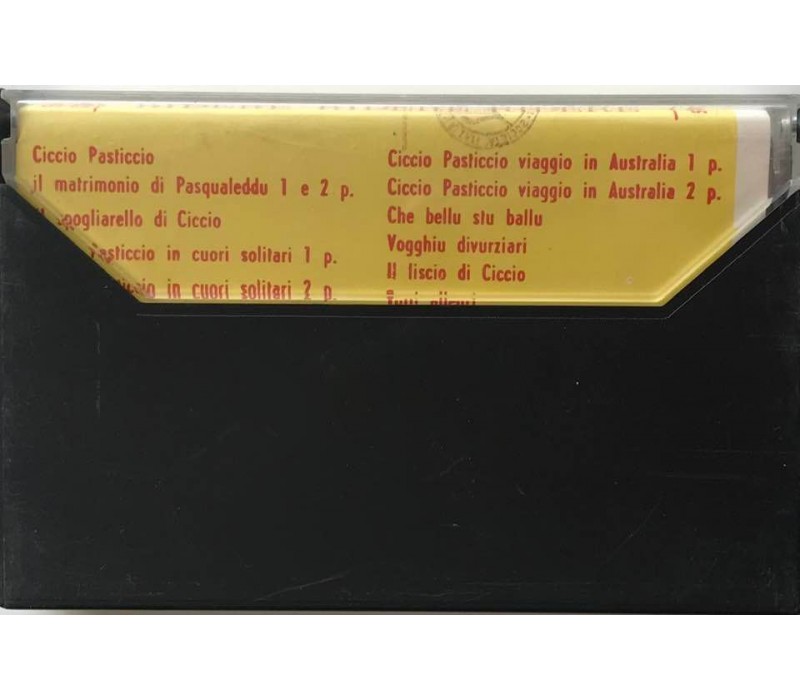 Ciccio Pasticcio
il matrimonio di Pasqualeddu 1 e 2 p.
spogliarello di Ciccio
Pasticcio in cuori solitari 1 p.
in cuori solitari 2 p.
Ciccio Pasticcio viaggio in Australia 1 p.
Ciccio Pasticcio viaggio in Australia 2 p.
Che bellu stu ballu
Vogghiu divurziari
Il liscio di Ciccio
Tutti